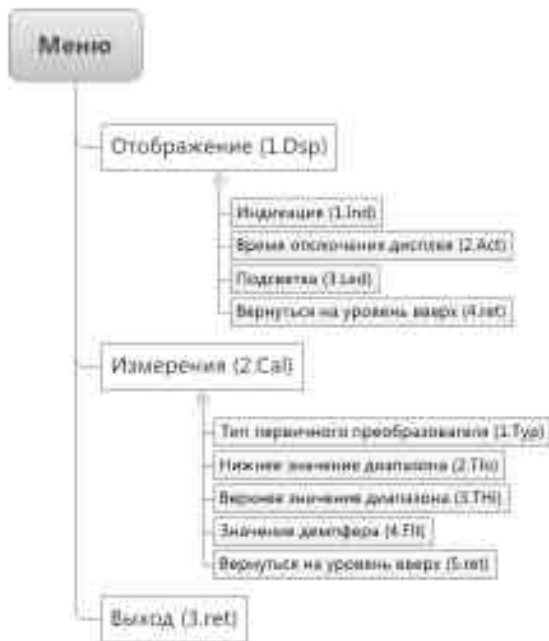 Меню
Отображение (1.Dsp)
Индикация (1.Ind)
Время отключения дисплея (2.Act)
Подсветка (3.Led)
Вернуться на уровень вверх (4.ret)
Измерения (2.Cal)
Тип первичного преобразователя (1.Typ)
Нижнее значение диапазона (2.Tlo)
Верхнее значение диапазона (3.THi)
Значение демпфера (4.Flt)
Вернуться на уровень вверх (5.ret)
Выход (3.ret)